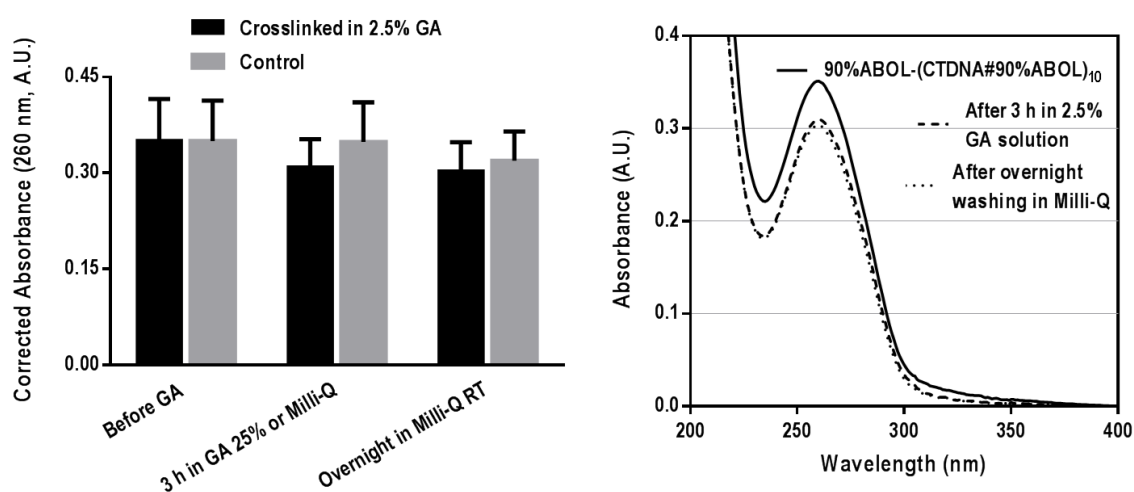 Crosslinked in 2.5% GA
Control
Corrected Absorbance (260 nm, A.U.)
0.45
0.30
0.15
0.00
Before GA
3 h in GA 25% or Milli-Q
Overnight in Milli-Q RT
0.4
0.3
0.2
0.1
0.0
Absorbance (A.U.)
90%ABOL-(CTDNA#90%ABOL)10
After 3 h in 2.5%
GA solution
After overnight
washing in Milli-Q
200
250
300
350
400
Wavelength (nm)